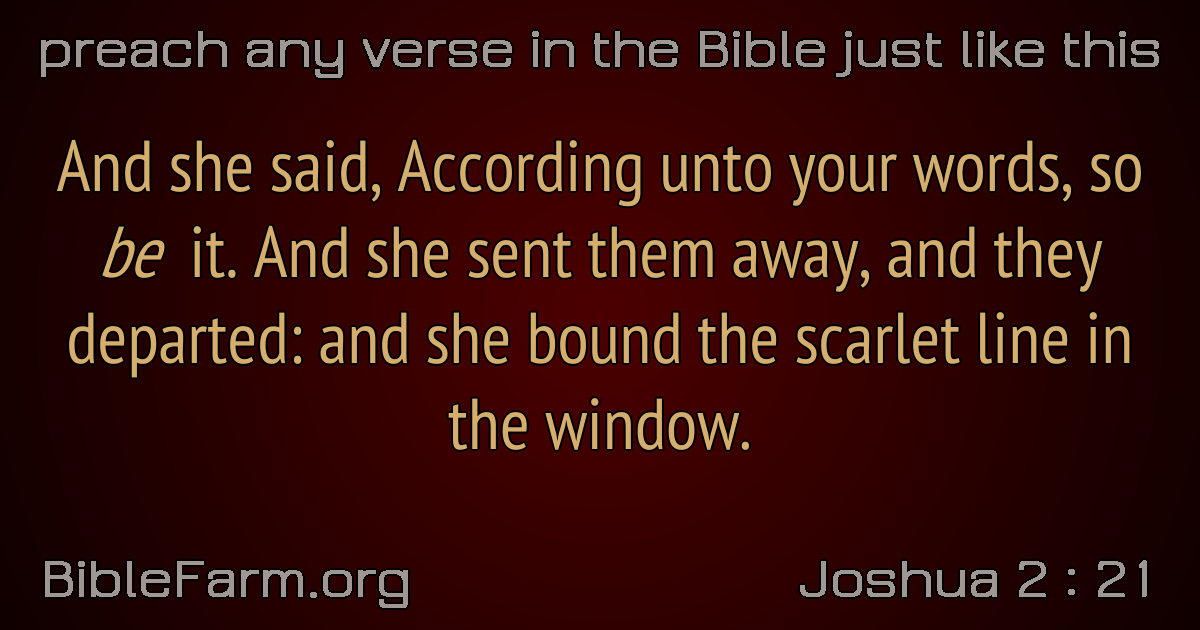 preach any verse in the Bible just like this
And she said, According unto your words, so
be it. And she sent them away, and they
departed: and she bound the scarlet line in
the window.
BibleFarm.org
Joshua 2 : 21